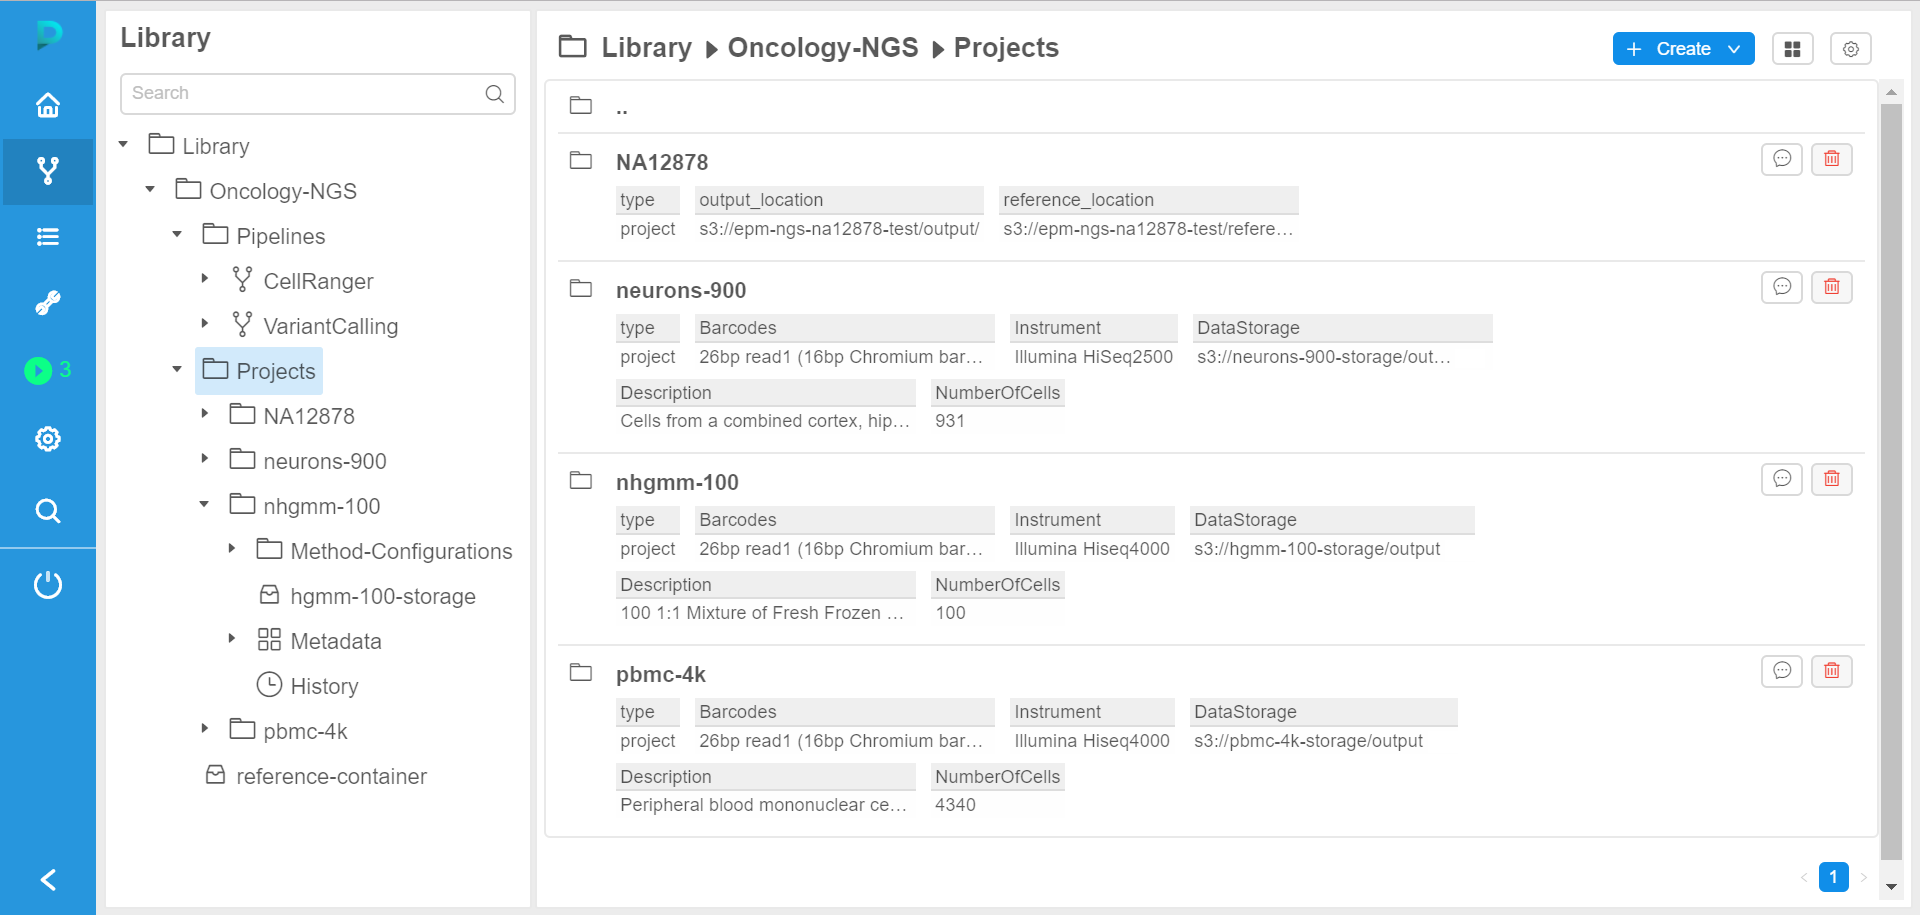 Library
Search
Library
Oncology-NGS
Pipelines
CellRanger
VariantCalling
Projects
NA12878
neurons-900
nhgmm-100
Method-Configurations
hgmm-100-storage
Metadata
History
pbmc-4k
reference-container
3
Library Oncology-NGS Projects
Create
..
NA12878
type output_location reference_location
project s3://epm-ngs-na12878-test/output/ s3://epm-ngs-na12878-test/refere...
neurons-900
type Barcodes Instrument DataStorage
project 26bp read1 (16bp Chromium bar... Illumina HiSeq2500 s3://neurons-900-storage/out...
Description NumberOfCells
Cells from a combined cortex, hip... 931
nhgmm-100
type Barcodes Instrument DataStorage
project 26bp read1 (16bp Chromium bar... Illumina Hiseq4000 s3://hgmm-100-storage/output
Description NumberOfCells
100 1:1 Mixture of Fresh Frozen ... 100
pbmc-4k
type Barcodes Instrument DataStorage
project 26bp read1 (16bp Chromium bar... Illumina Hiseq4000 s3://pbmc-4k-storage/output
Description NumberOfCells
Peripheral blood mononuclear ce... 4340
1